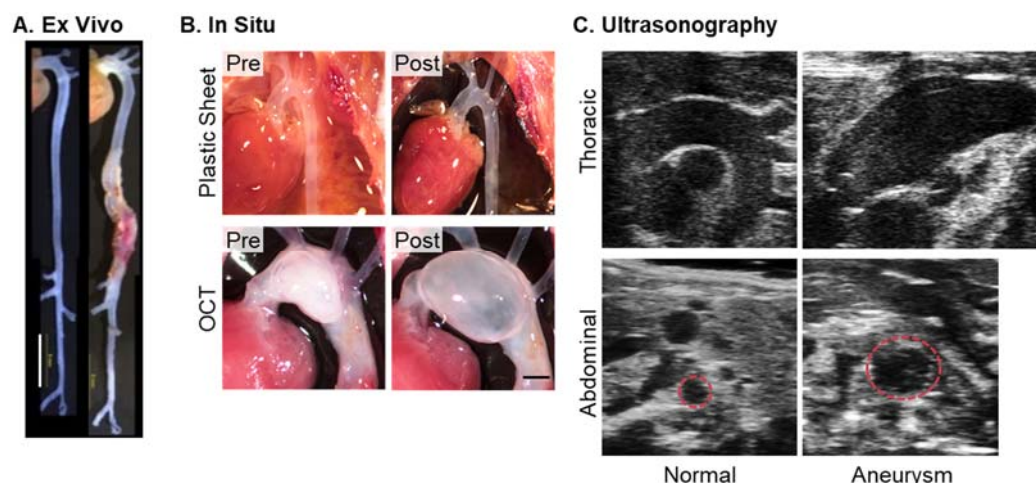 A. Ex Vivo
B. In Situ
C. Ultrasonography
Plastic Sheet
Pre
Post
OCT
Pre
Post
Thoracic
Abdominal
Normal
Aneurysm